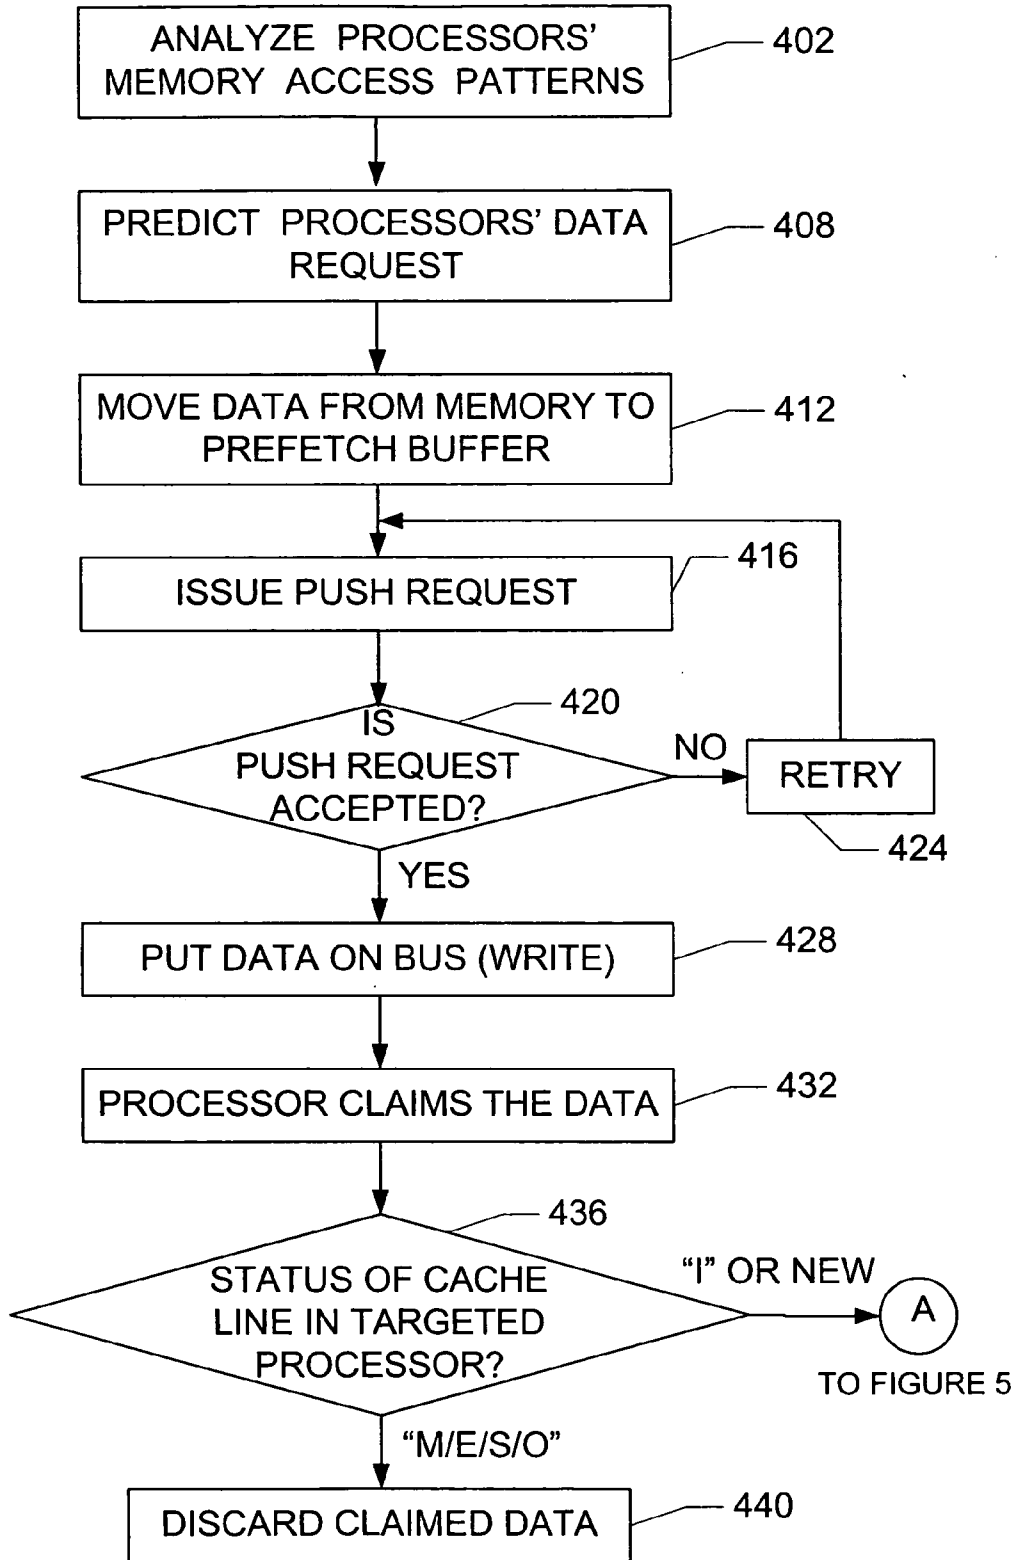 ANALYZE PROCESSORS'
MEMORY ACCESS PATTERNS
402
PREDICT PROCESSORS' DATA
REQUEST
408
MOVE DATA FROM MEMORY TO
PREFETCH BUFFER
412
ISSUE PUSH REQUEST
416
IS
PUSH REQUEST
ACCEPTED?
420
NO
RETRY
424
YES
PUT DATA ON BUS (WRITE)
428
PROCESSOR CLAIMS THE DATA
432
STATUS OF CACHE
LINE IN TARGETED
PROCESSOR?
436
"I" OR NEW
A
TO FIGURE 5
"M/E/S/O"
DISCARD CLAIMED DATA
440